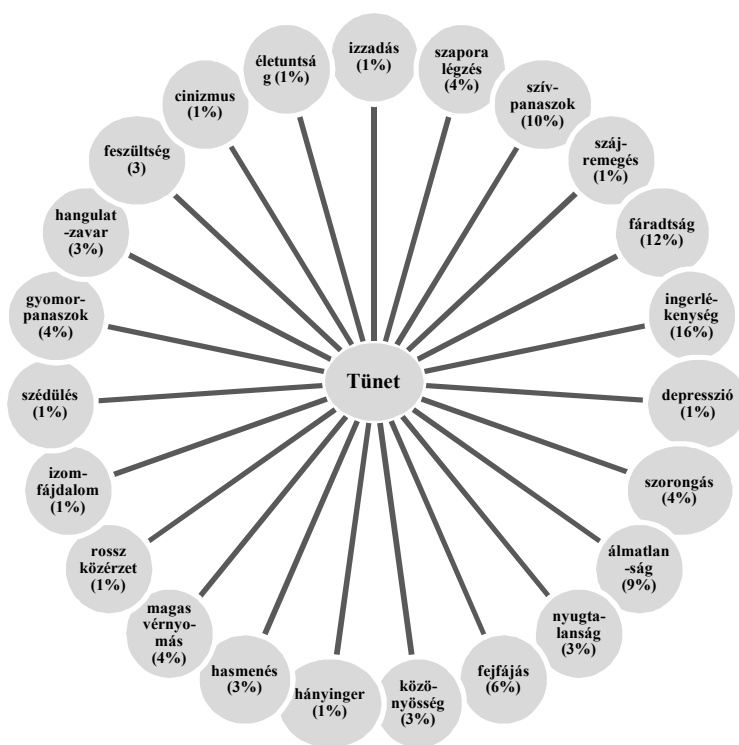 izzadás
(1%)
szapora
légzés
(4%)
szív-
panaszok
(10%)
száj-
remegés
(1%)
fáradtság
(12%)
ingerlé-
kenység
(16%)
depresszió
(1%)
szorongás
(4%)
álmatlan
-ság
(9%)
nyugta-
lanság
(3%)
fejfájás
(6%)
közö-
nyösség
(3%)
hányinger
(1%)
hasmenés
(3%)
magas
vérnyo-
más
(4%)
rossz
közérzet
(1%)
izom-
fájdalom
(1%)
szédülés
(1%)
gyomor-
panaszok
(4%)
hangulat
-zavar
(3%)
feszültség
(3)
cinizmus
(1%)
életuntsá
g (1%)
Tünet